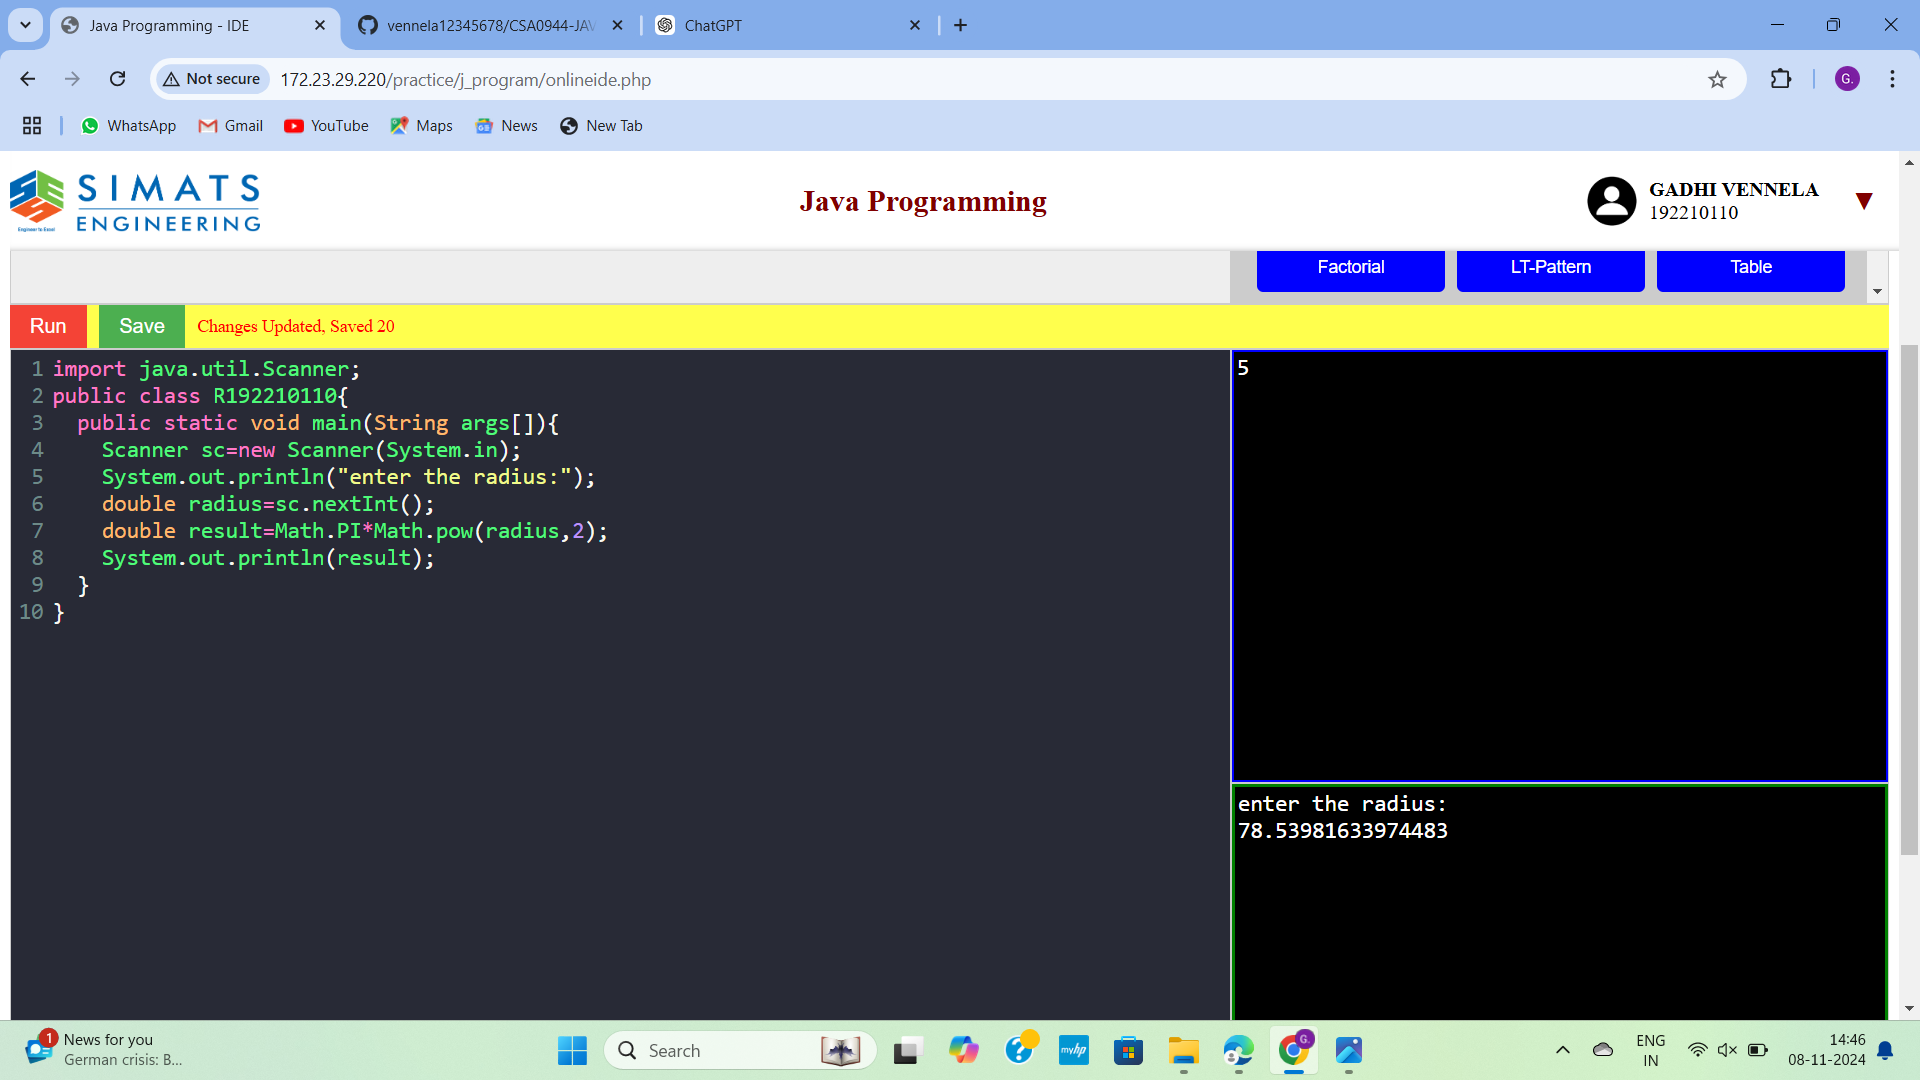 Java Programming - IDE
vennela12345678/CSA0944-JAV
ChatGPT
Not secure
172.23.29.220/practice/j_program/onlineide.php
G.
WhatsApp
Gmail
YouTube
Maps
News
New Tab
SIMATS
ENGINEERING
Engineer to Excel
Java Programming
GADHI VENNELA
192210110
Factorial
LT-Pattern
Table
Run
Save
Changes Updated, Saved 20
1 import java.util.Scanner;
2 public class R192210110{
3 public static void main(String args[]){
4 Scanner sc=new Scanner(System.in);
5 System.out.println("enter the radius:");
6 double radius=sc.nextInt();
7 double result=Math.PI*Math.pow(radius,2);
8 System.out.println(result);
9 }
10 }
5
enter the radius:
78.53981633974483
1
News for you
German crisis: B...
Search
myhp
G.
ENG
IN
14:46
08-11-2024